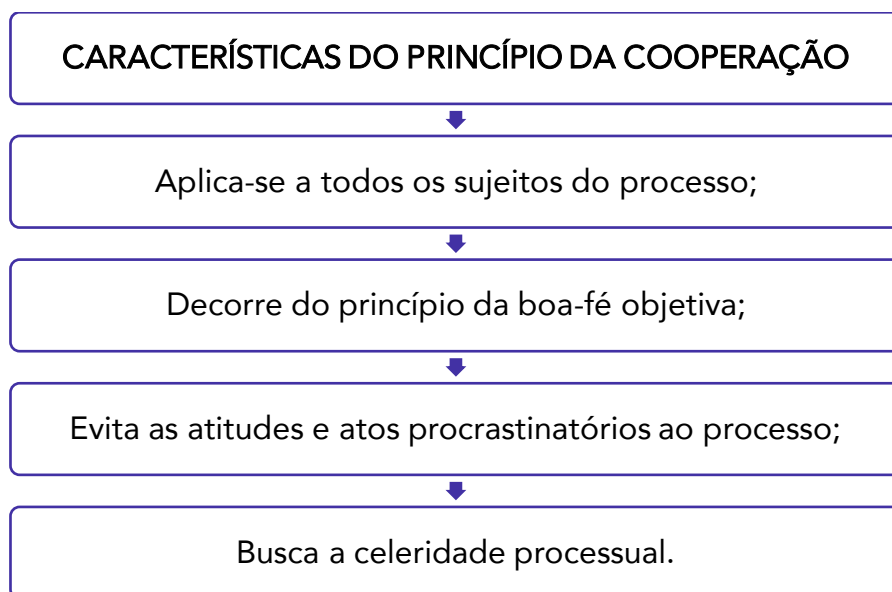 CARACTERÍSTICAS DO PRINCÍPIO DA COOPERAÇÃO
Aplica-se a todos os sujeitos do processo;
Decorre do princípio da boa-fé objetiva;
Evita as atitudes e atos procrastinatórios ao processo;
Busca a celeridade processual.